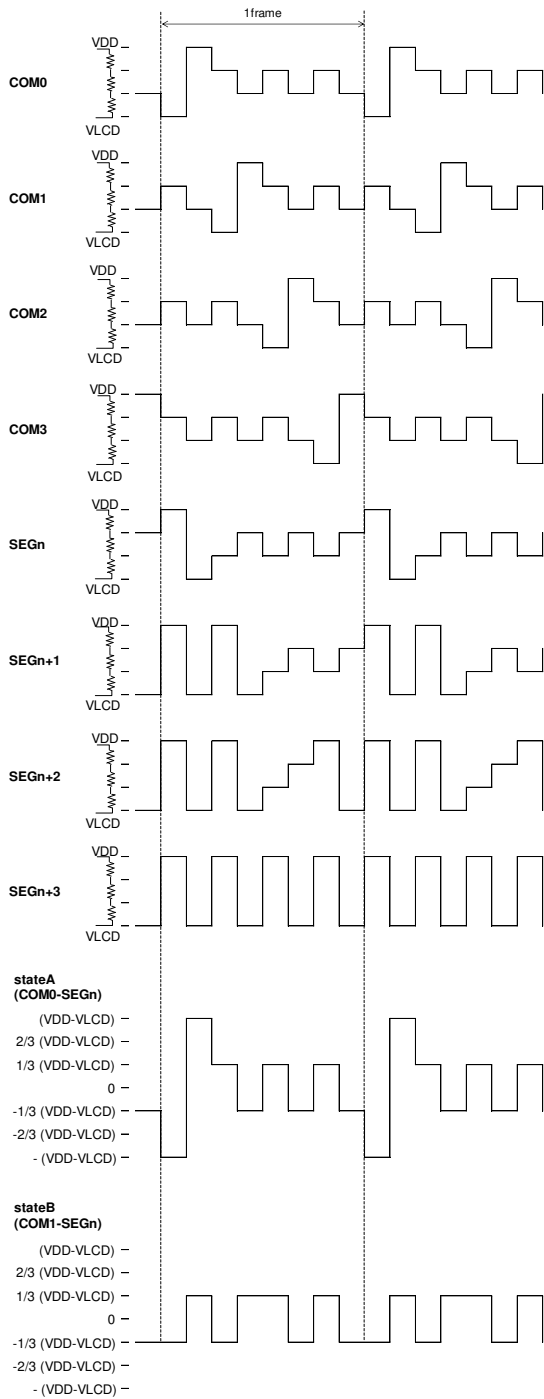 1frame
VDD
COM0
VLCD
VDD
COM1
VLCD
VDD
COM2
VLCD
VDD
COM3
VLCD
VDD
SEGn
VLCD
VDD
SEGn+1
VLCD
VDD
SEGn+2
VLCD
VDD
SEGn+3
VLCD
stateA
(COM0-SEGn)
(VDD-VLCD)
2/3 (VDD-VLCD)
1/3 (VDD-VLCD)
0
-1/3 (VDD-VLCD)
-2/3 (VDD-VLCD)
- (VDD-VLCD)
stateB
(COM1-SEGn)
(VDD-VLCD)
2/3 (VDD-VLCD)
1/3 (VDD-VLCD)
0
-1/3 (VDD-VLCD)
-2/3 (VDD-VLCD)
- (VDD-VLCD)